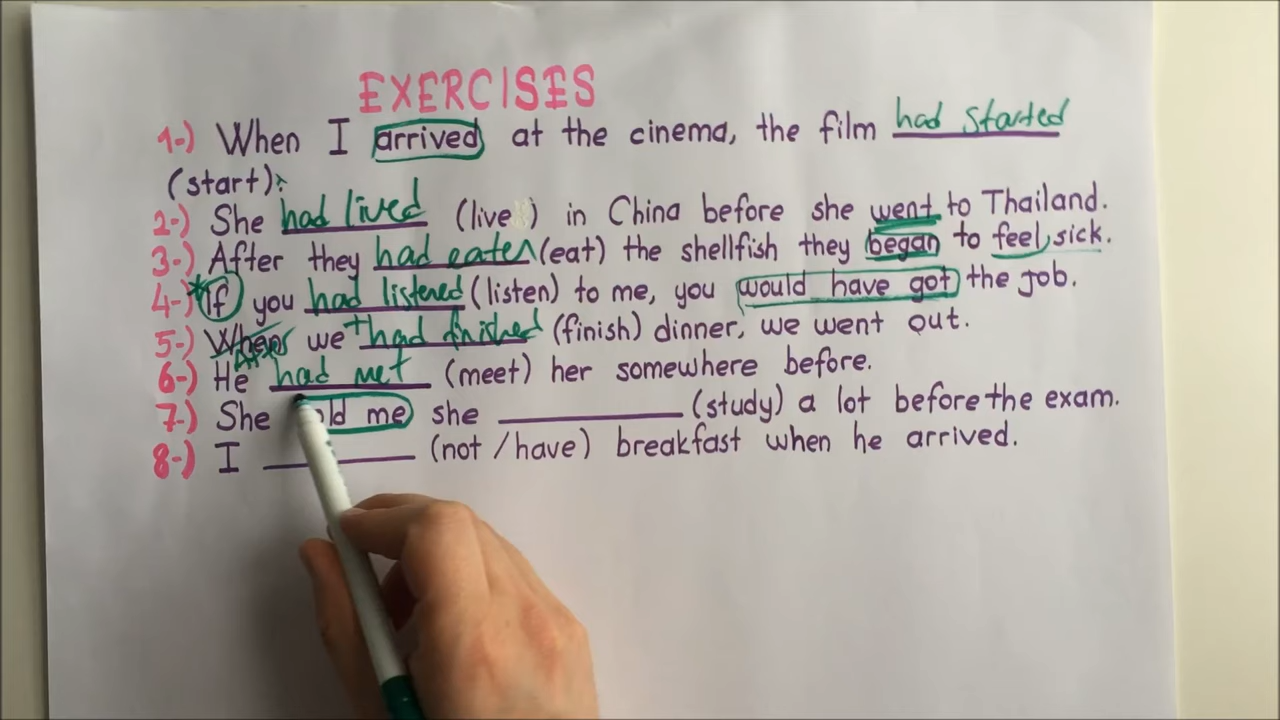 EXERCISES
1-) When I arrived at the cinema, the film had started
(start).
2-) She had lived (live) in China before she went to Thailand.
3-) After they had eaten (eat) the shellfish they began to feel sick.
4-) * If you had listened (listen) to me, you would have got the job.
5-) When After we had finished (finish) dinner, we went out.
6-) He had met (meet) her somewhere before.
7-) She old me she ________ (study) a lot before the exam.
8-) I ________ (not / have) breakfast when he arrived.